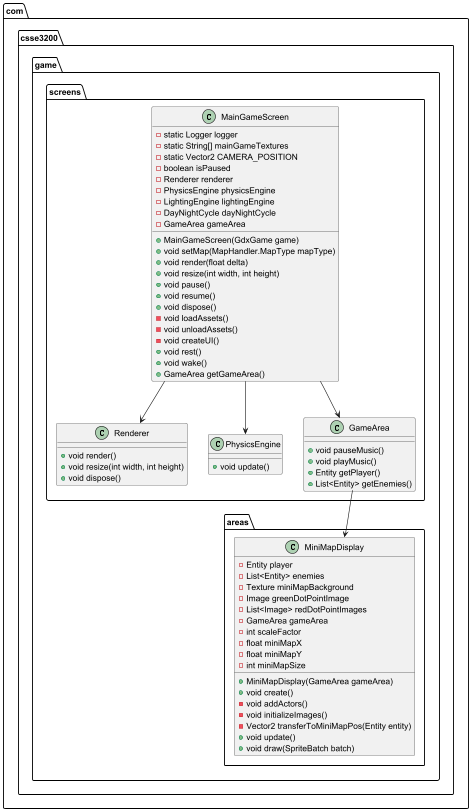 com
csse3200
game
screens
C MainGameScreen
static Logger logger
static String[] mainGameTextures
static Vector2 CAMERA_POSITION
boolean isPaused
Renderer renderer
PhysicsEngine physicsEngine
LightingEngine lightingEngine
DayNightCycle dayNightCycle
GameArea gameArea
MainGameScreen(GdxGame game)
void setMap(MapHandler.MapType mapType)
void render(float delta)
void resize(int width, int height)
void pause()
void resume()
void dispose()
void loadAssets()
void unloadAssets()
void createUI()
void rest()
void wake()
GameArea getGameArea()
C Renderer
void render()
void resize(int width, int height)
void dispose()
C PhysicsEngine
void update()
C GameArea
void pauseMusic()
void playMusic()
Entity getPlayer()
List<Entity> getEnemies()
areas
C MiniMapDisplay
Entity player
List<Entity> enemies
Texture miniMapBackground
Image greenDotPointImage
List<Image> redDotPointImages
GameArea gameArea
int scaleFactor
float miniMapX
float miniMapY
int miniMapSize
MiniMapDisplay(GameArea gameArea)
void create()
void addActors()
void initializeImages()
Vector2 transferToMiniMapPos(Entity entity)
void update()
void draw(SpriteBatch batch)